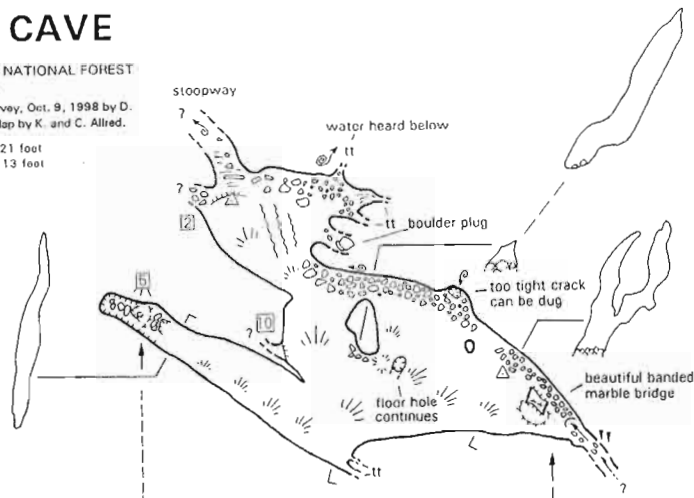 CAVE
NATIONAL FOREST
vey, Oct. 9, 1998 by D.
Map by K. and C. Allred.
21 foot
13 foot
stoopway
?
water heard below
tt
?
12
tt
boulder plug
5
10
?
too tight crack
can be dug
floor hole
continues
beautiful banded
marble bridge
tt
?